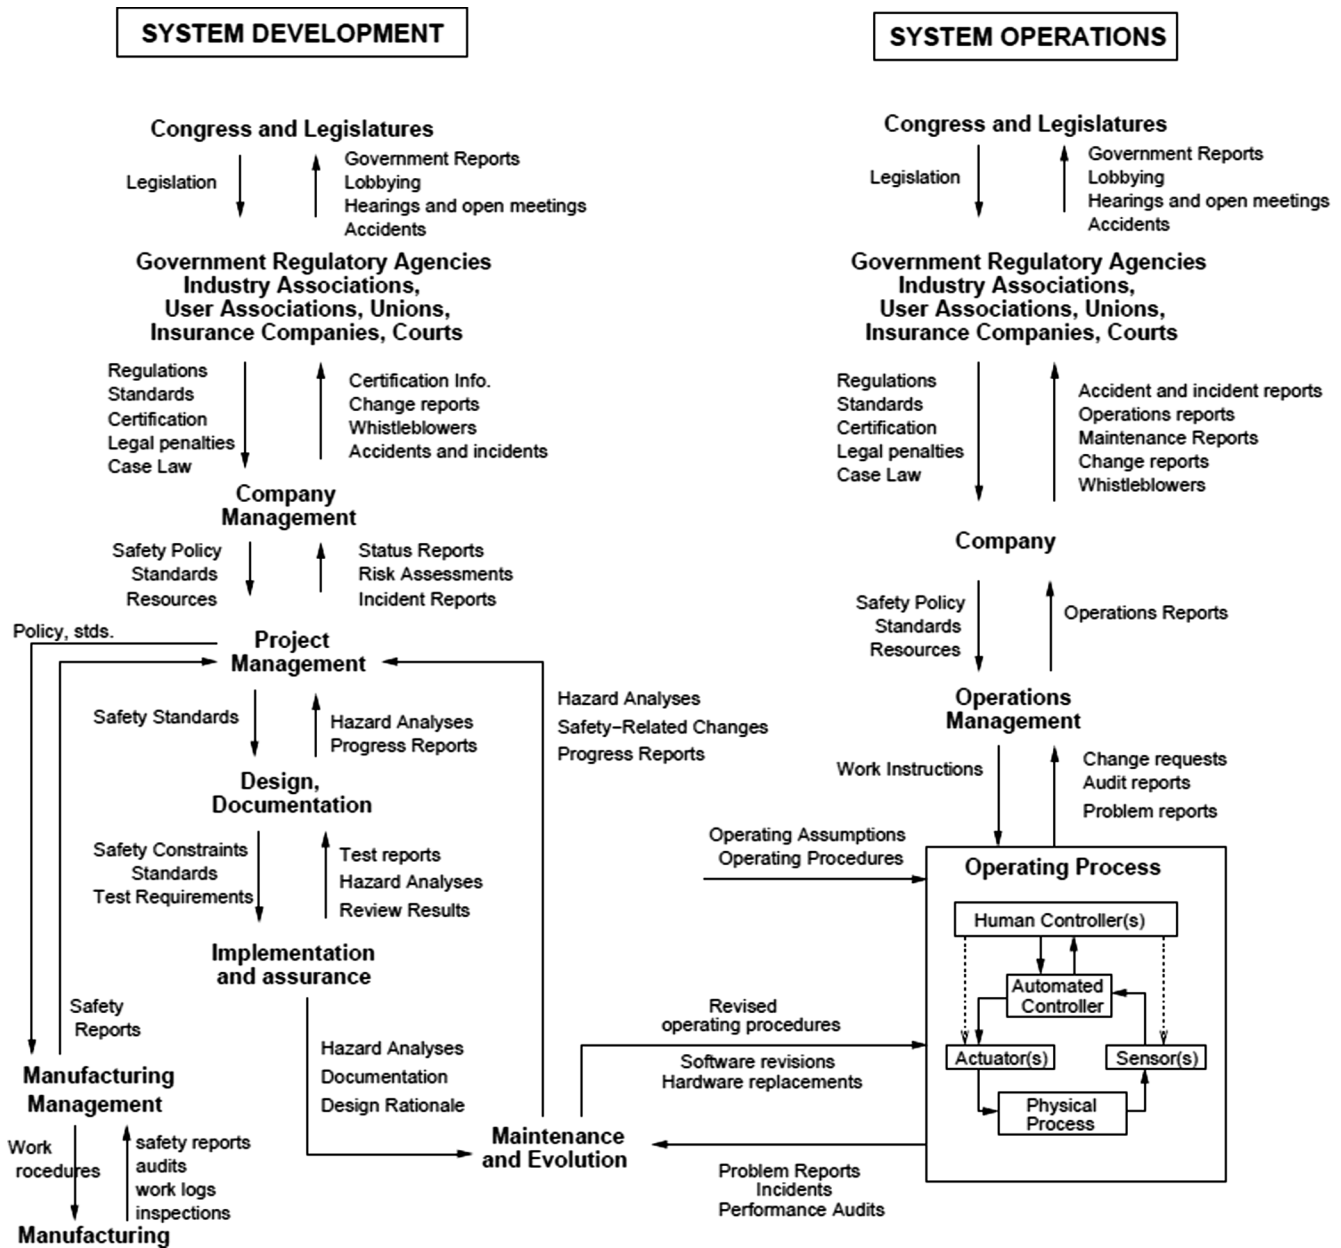 SYSTEM DEVELOPMENT
Congress and Legislatures
Legislation
Government Reports
Lobbying
Hearings and open meetings
Accidents
Government Regulatory Agencies
Industry Associations,
User Associations, Unions,
Insurance Companies, Courts
Regulations
Standards
Certification
Legal penalties
Case Law
Certification Info.
Change reports
Whistleblowers
Accidents and incidents
Company
Management
Safety Policy
Standards
Resources
Status Reports
Risk Assessments
Incident Reports
Policy, stds.
Project
Management
Safety Standards
Hazard Analyses
Progress Reports
Hazard Analyses
Safety-Related Changes
Progress Reports
Design,
Documentation
Safety Constraints
Standards
Test Requirements
Test reports
Hazard Analyses
Review Results
Implementation
and assurance
Safety
Reports
Hazard Analyses
Documentation
Design Rationale
Manufacturing
Management
Work
rocedures
safety reports
audits
work logs
inspections
Manufacturing
Maintenance
and Evolution
SYSTEM OPERATIONS
Congress and Legislatures
Legislation
Government Reports
Lobbying
Hearings and open meetings
Accidents
Government Regulatory Agencies
Industry Associations,
User Associations, Unions,
Insurance Companies, Courts
Regulations
Standards
Certification
Legal penalties
Case Law
Accident and incident reports
Operations reports
Maintenance Reports
Change reports
Whistleblowers
Company
Safety Policy
Standards
Resources
Operations Reports
Operations
Management
Work Instructions
Change requests
Audit reports
Problem reports
Operating Assumptions
Operating Procedures
Operating Process
Human Controller(s)
Automated
Controller
Actuator(s)
Sensor(s)
Physical
Process
Revised
operating procedures
Software revisions
Hardware replacements
Problem Reports
Incidents
Performance Audits